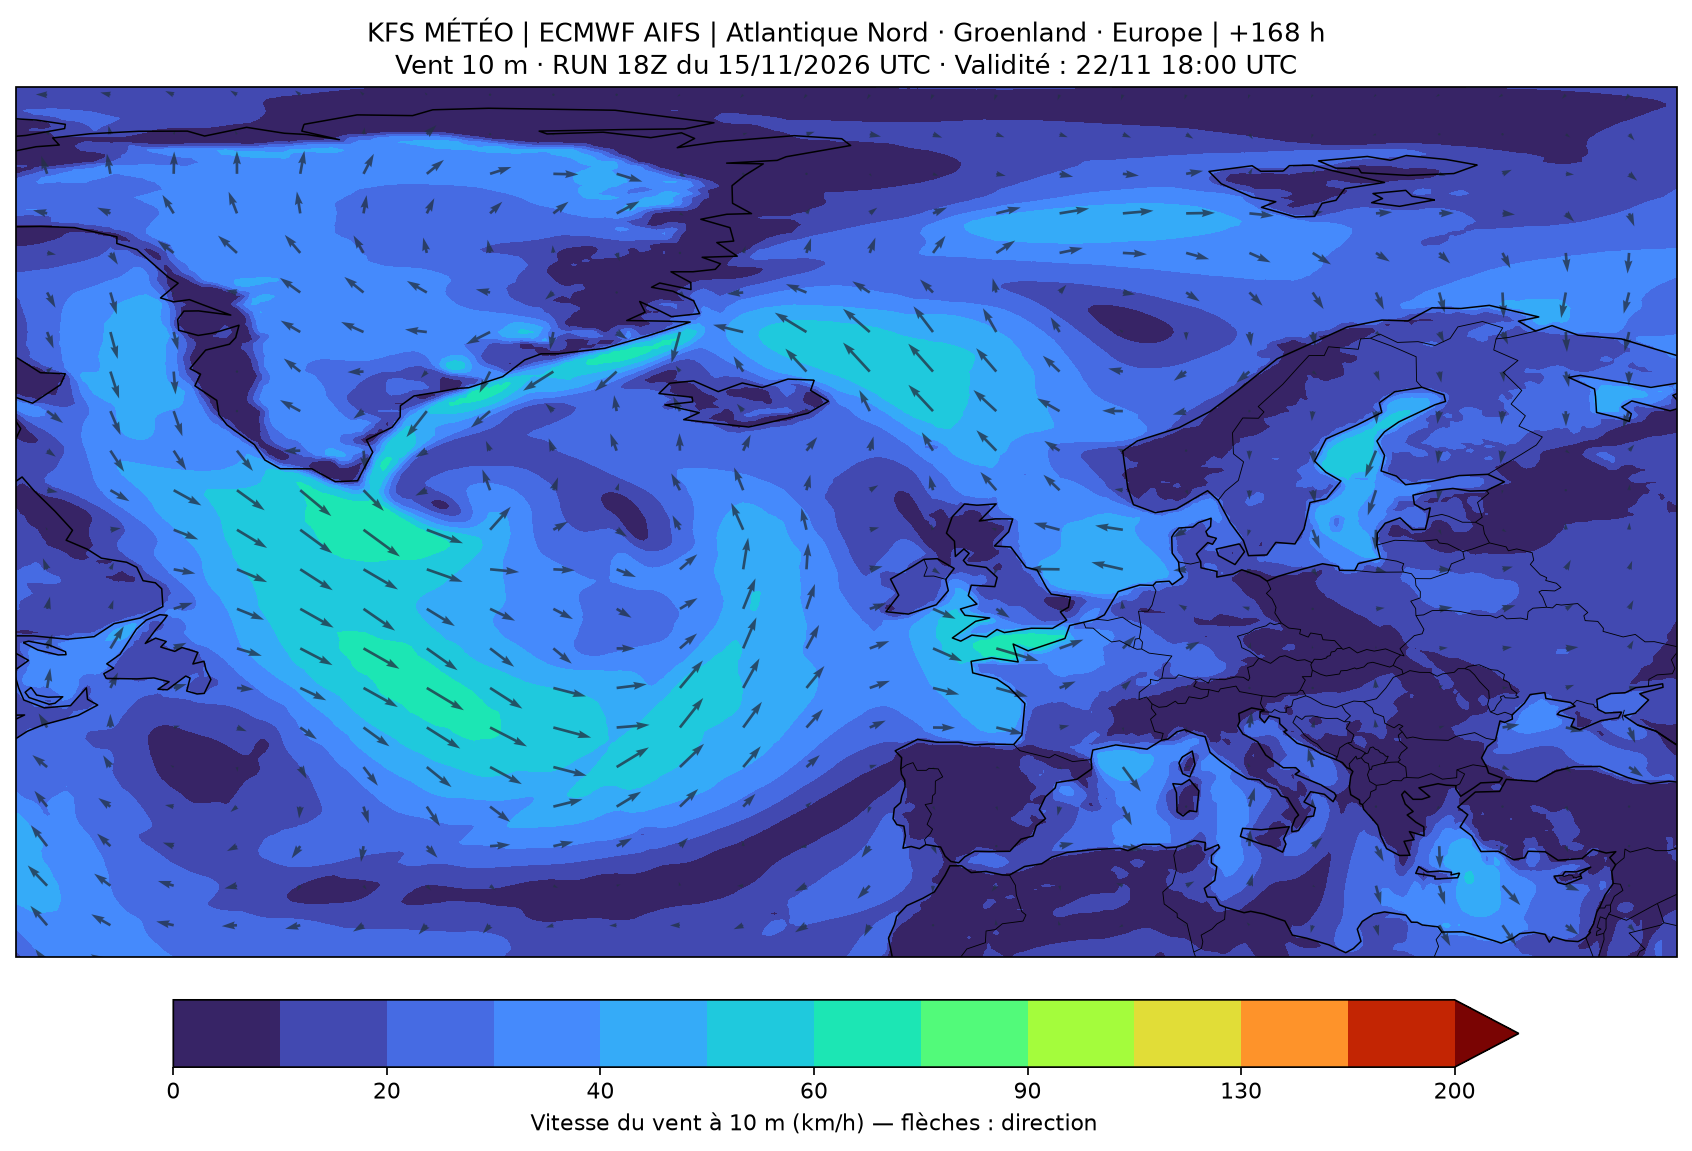 KFS MÉTÉO | ECMWF AIFS | Atlantique Nord · Groenland · Europe | +168 h
Vent 10 m · RUN 18Z du 15/11/2026 UTC · Validité : 22/11 18:00 UTC
0 20 40 60 90 130 200
Vitesse du vent à 10 m (km/h) — flèches : direction